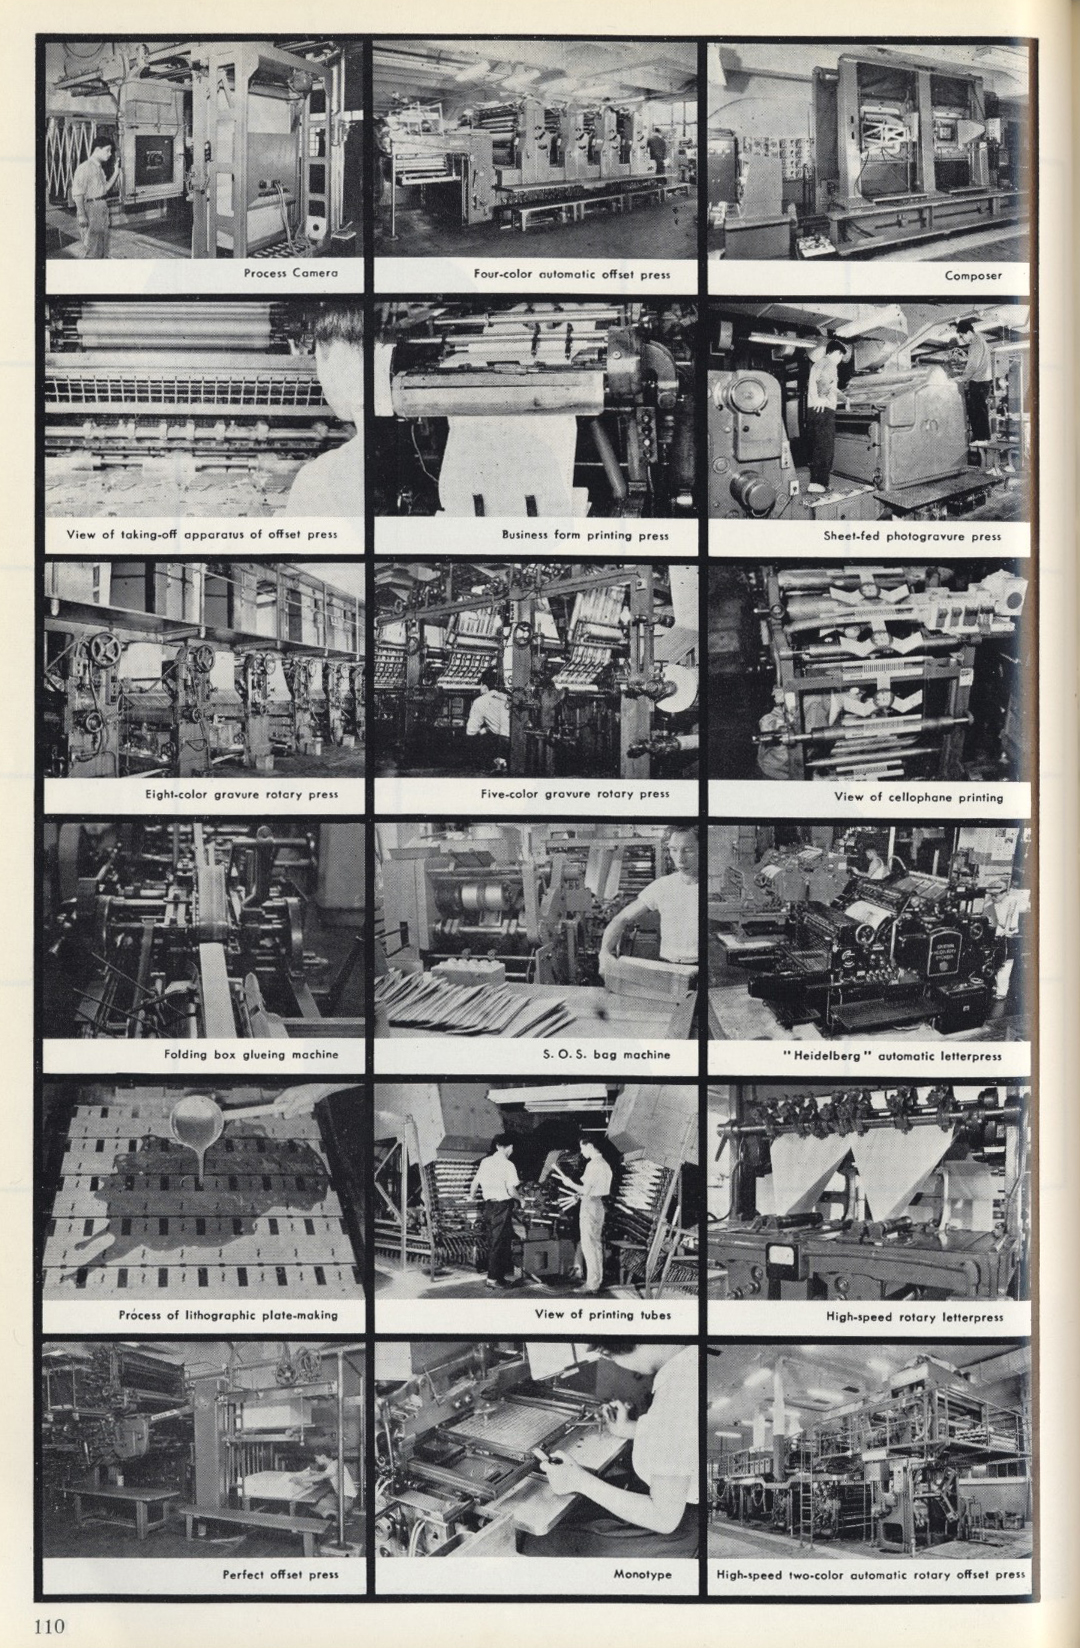 Process Camera
Four-color automatic offset press
Composer
View of taking-off apparatus of offset press
Business form printing press
Sheet-fed photogravure press
Eight-color gravure rotary press
Five-color gravure rotary press
View of cellophane printing
Folding box glueing machine
S. O. S. bag machine
"Heidelberg" automatic letterpress
Process of lithographic plate-making
View of printing tubes
High-speed rotary letterpress
Perfect offset press
Monotype
High-speed two-color automatic rotary offset press
110